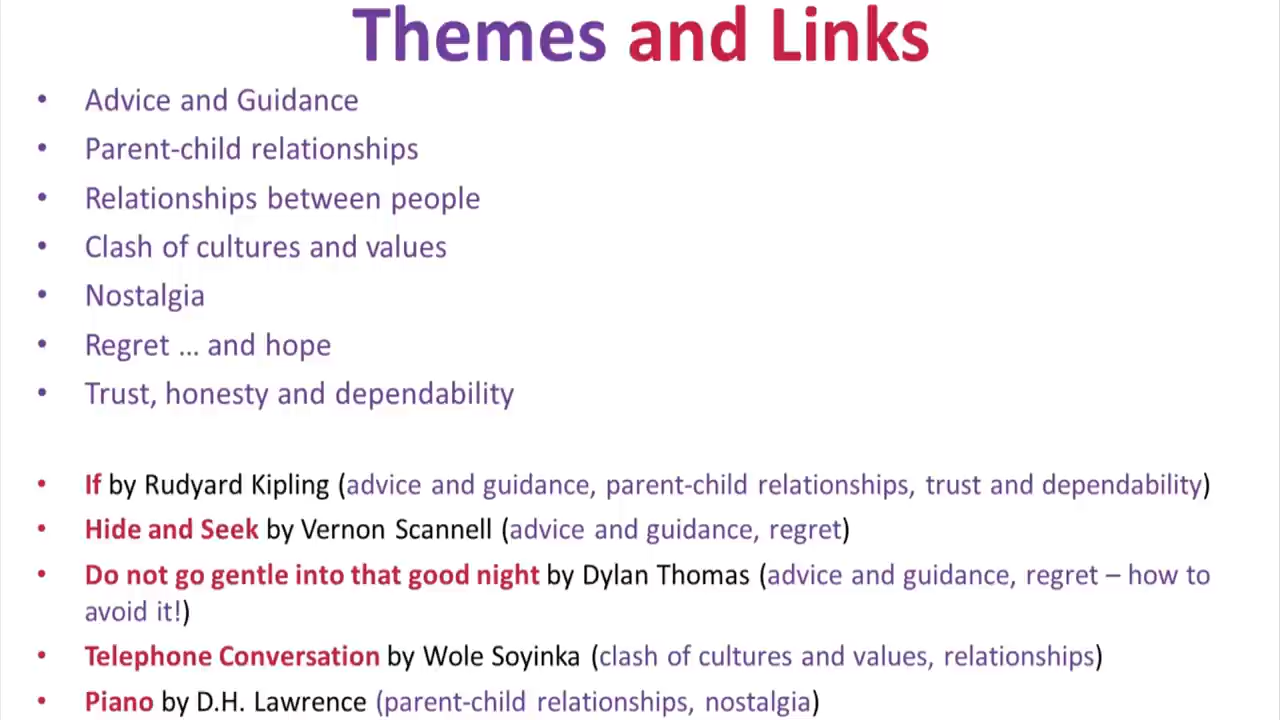 Themes and Links
• Advice and Guidance
• Parent-child relationships
• Relationships between people
• Clash of cultures and values
• Nostalgia
• Regret ... and hope
• Trust, honesty and dependability
• If by Rudyard Kipling (advice and guidance, parent-child relationships, trust and dependability)
• Hide and Seek by Vernon Scannell (advice and guidance, regret)
• Do not go gentle into that good night by Dylan Thomas (advice and guidance, regret – how to
avoid it!)
• Telephone Conversation by Wole Soyinka (clash of cultures and values, relationships)
• Piano by D.H. Lawrence (parent-child relationships, nostalgia)